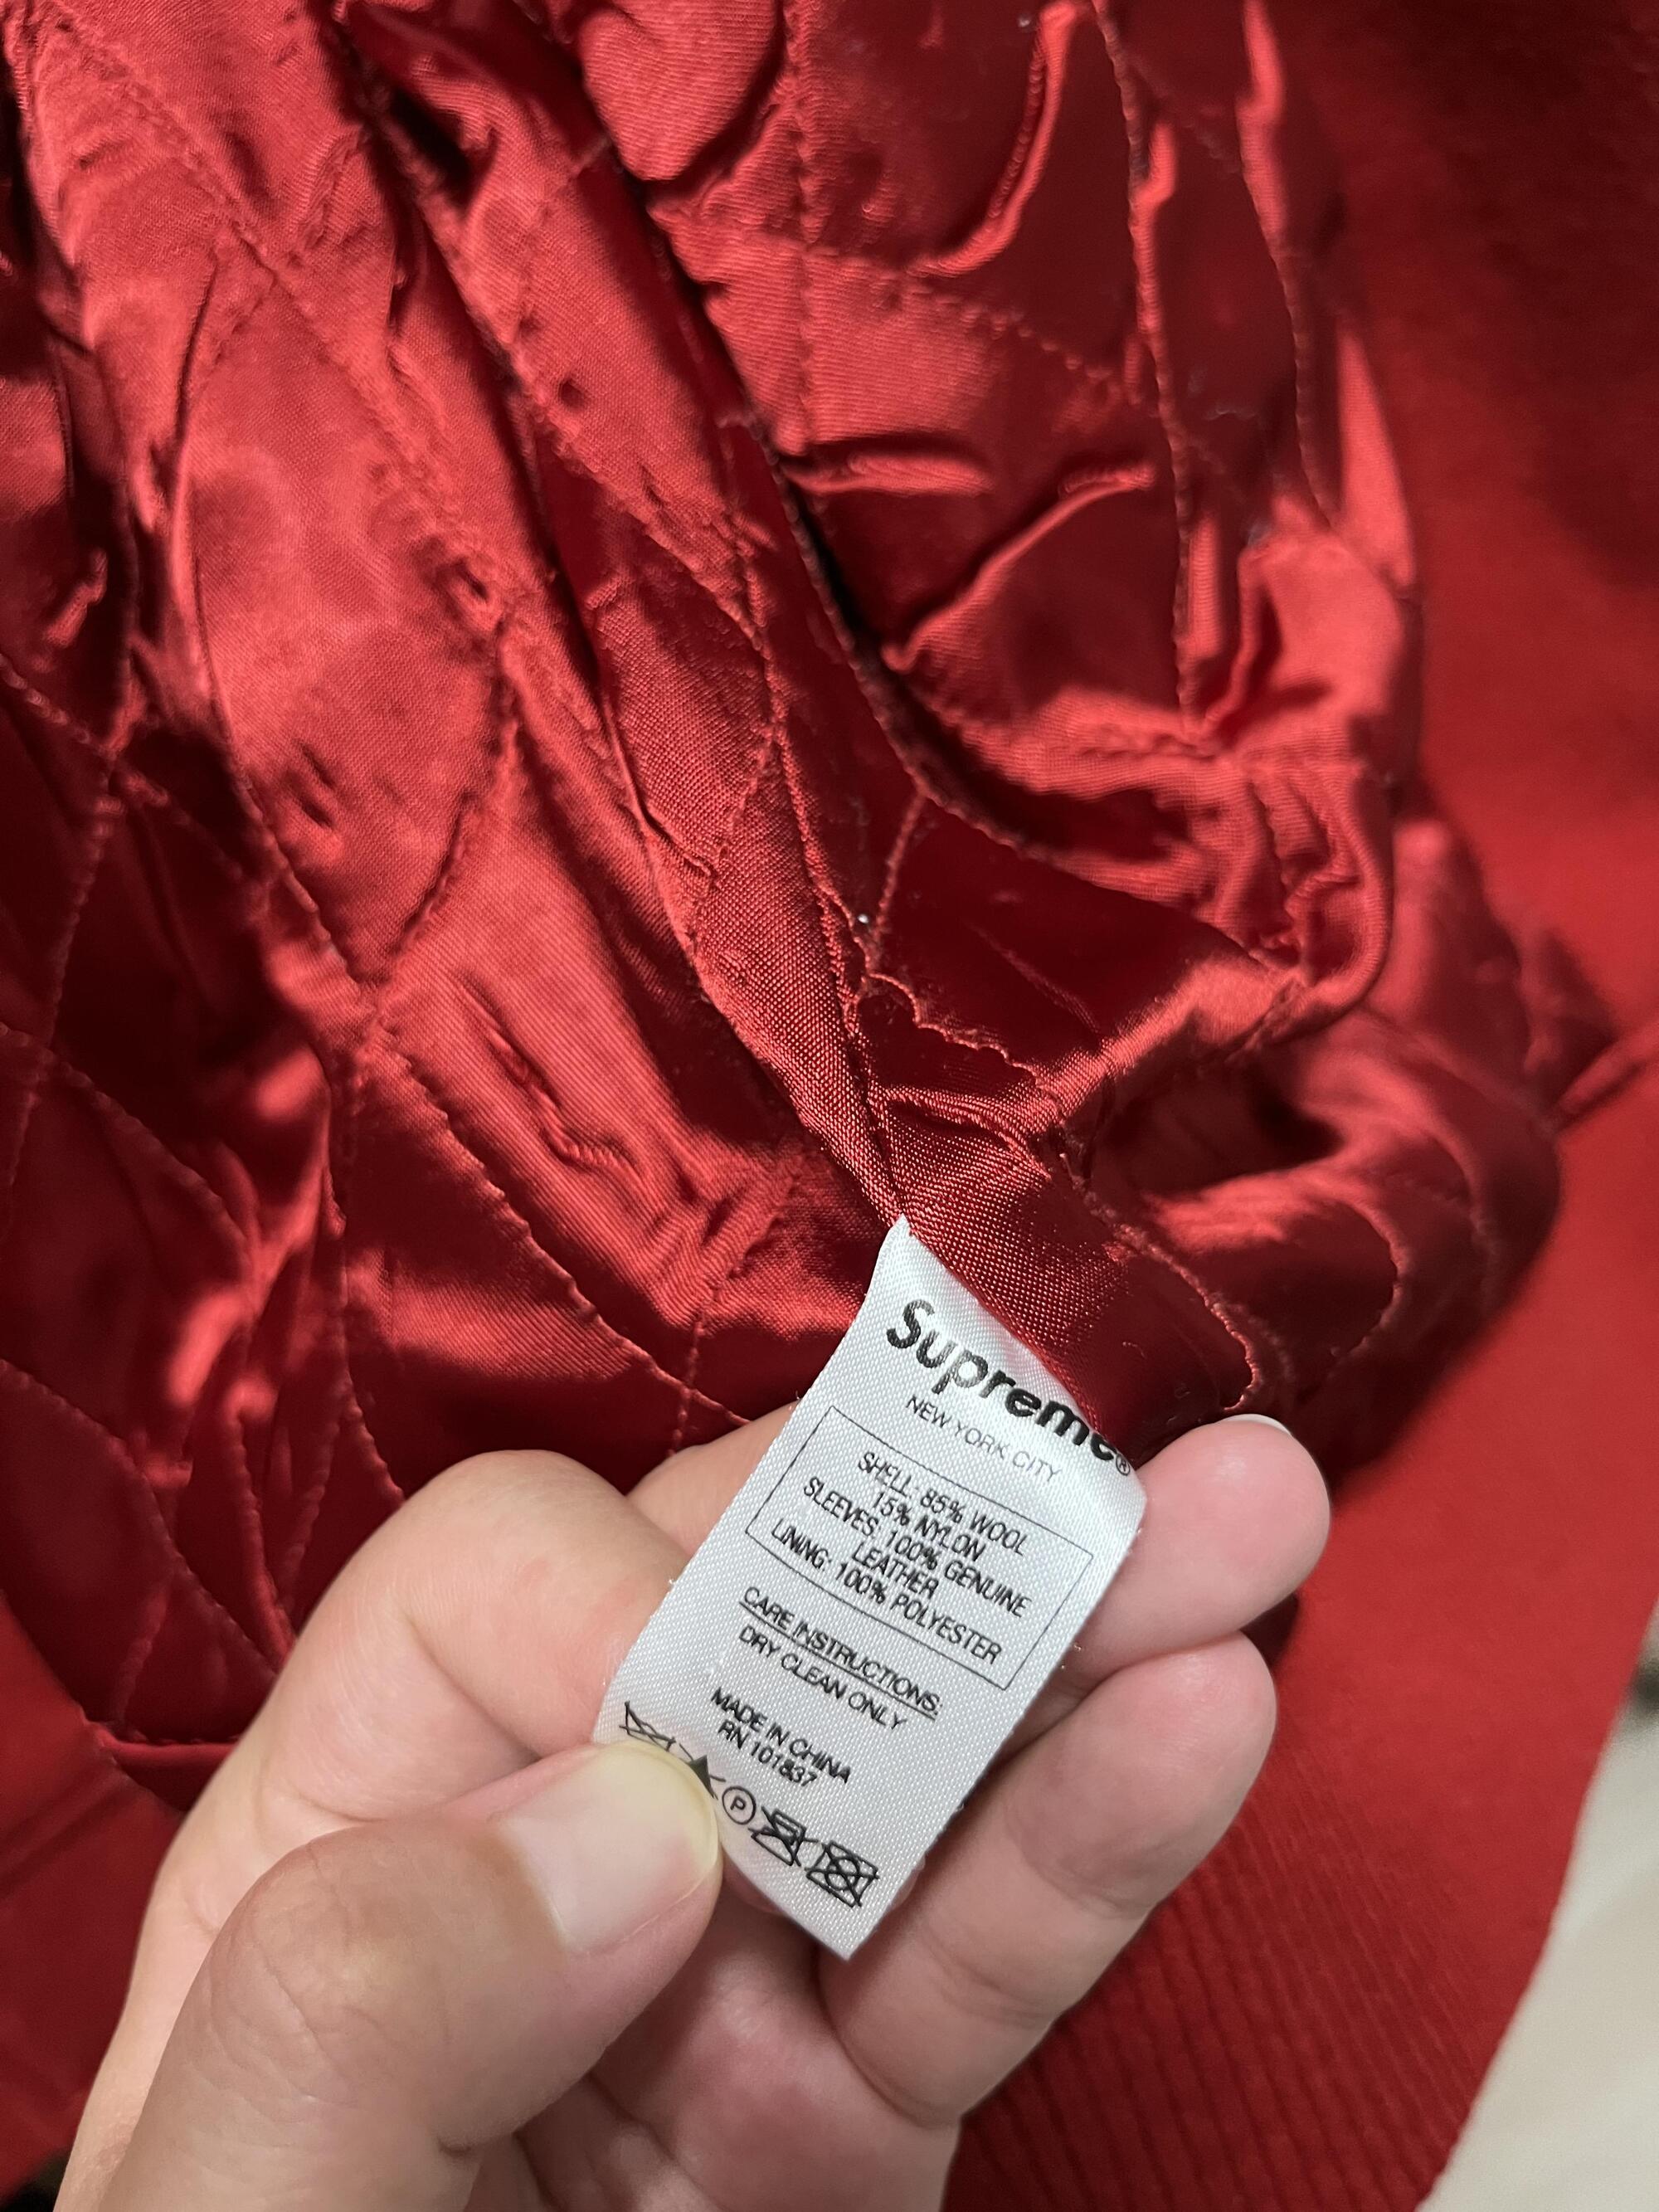 Supreme®
NEW YORK CITY
SHELL: 85% WOOL
15% NYLON
SLEEVES: 100% GENUINE
LEATHER
LINING: 100% POLYESTER
CARE INSTRUCTIONS:
DRY CLEAN ONLY
MADE IN CHINA
RN 101837
P